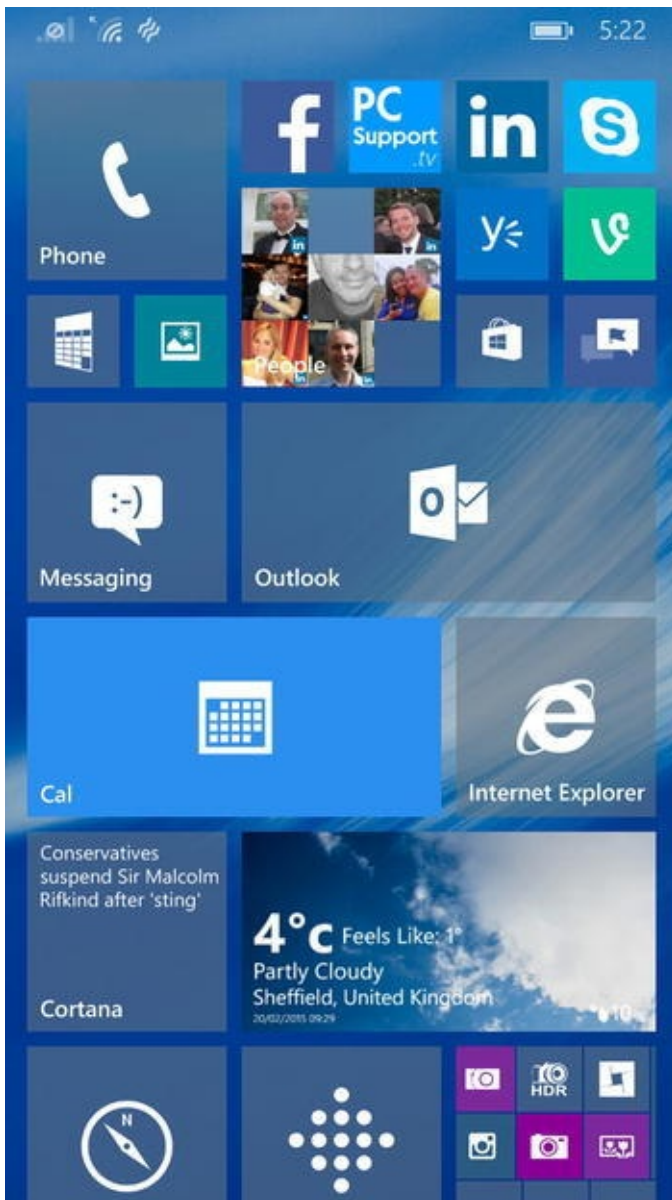 5:22
PC
Support
.tv
in
Phone
People
:-)
Messaging
Outlook
Cal
Internet Explorer
Conservatives
suspend Sir Malcolm
Rifkind after 'sting'
Cortana
4°c Feels Like: 1°
Partly Cloudy
Sheffield, United Kingdom
20/02/2015 09:29
10
N
HDR